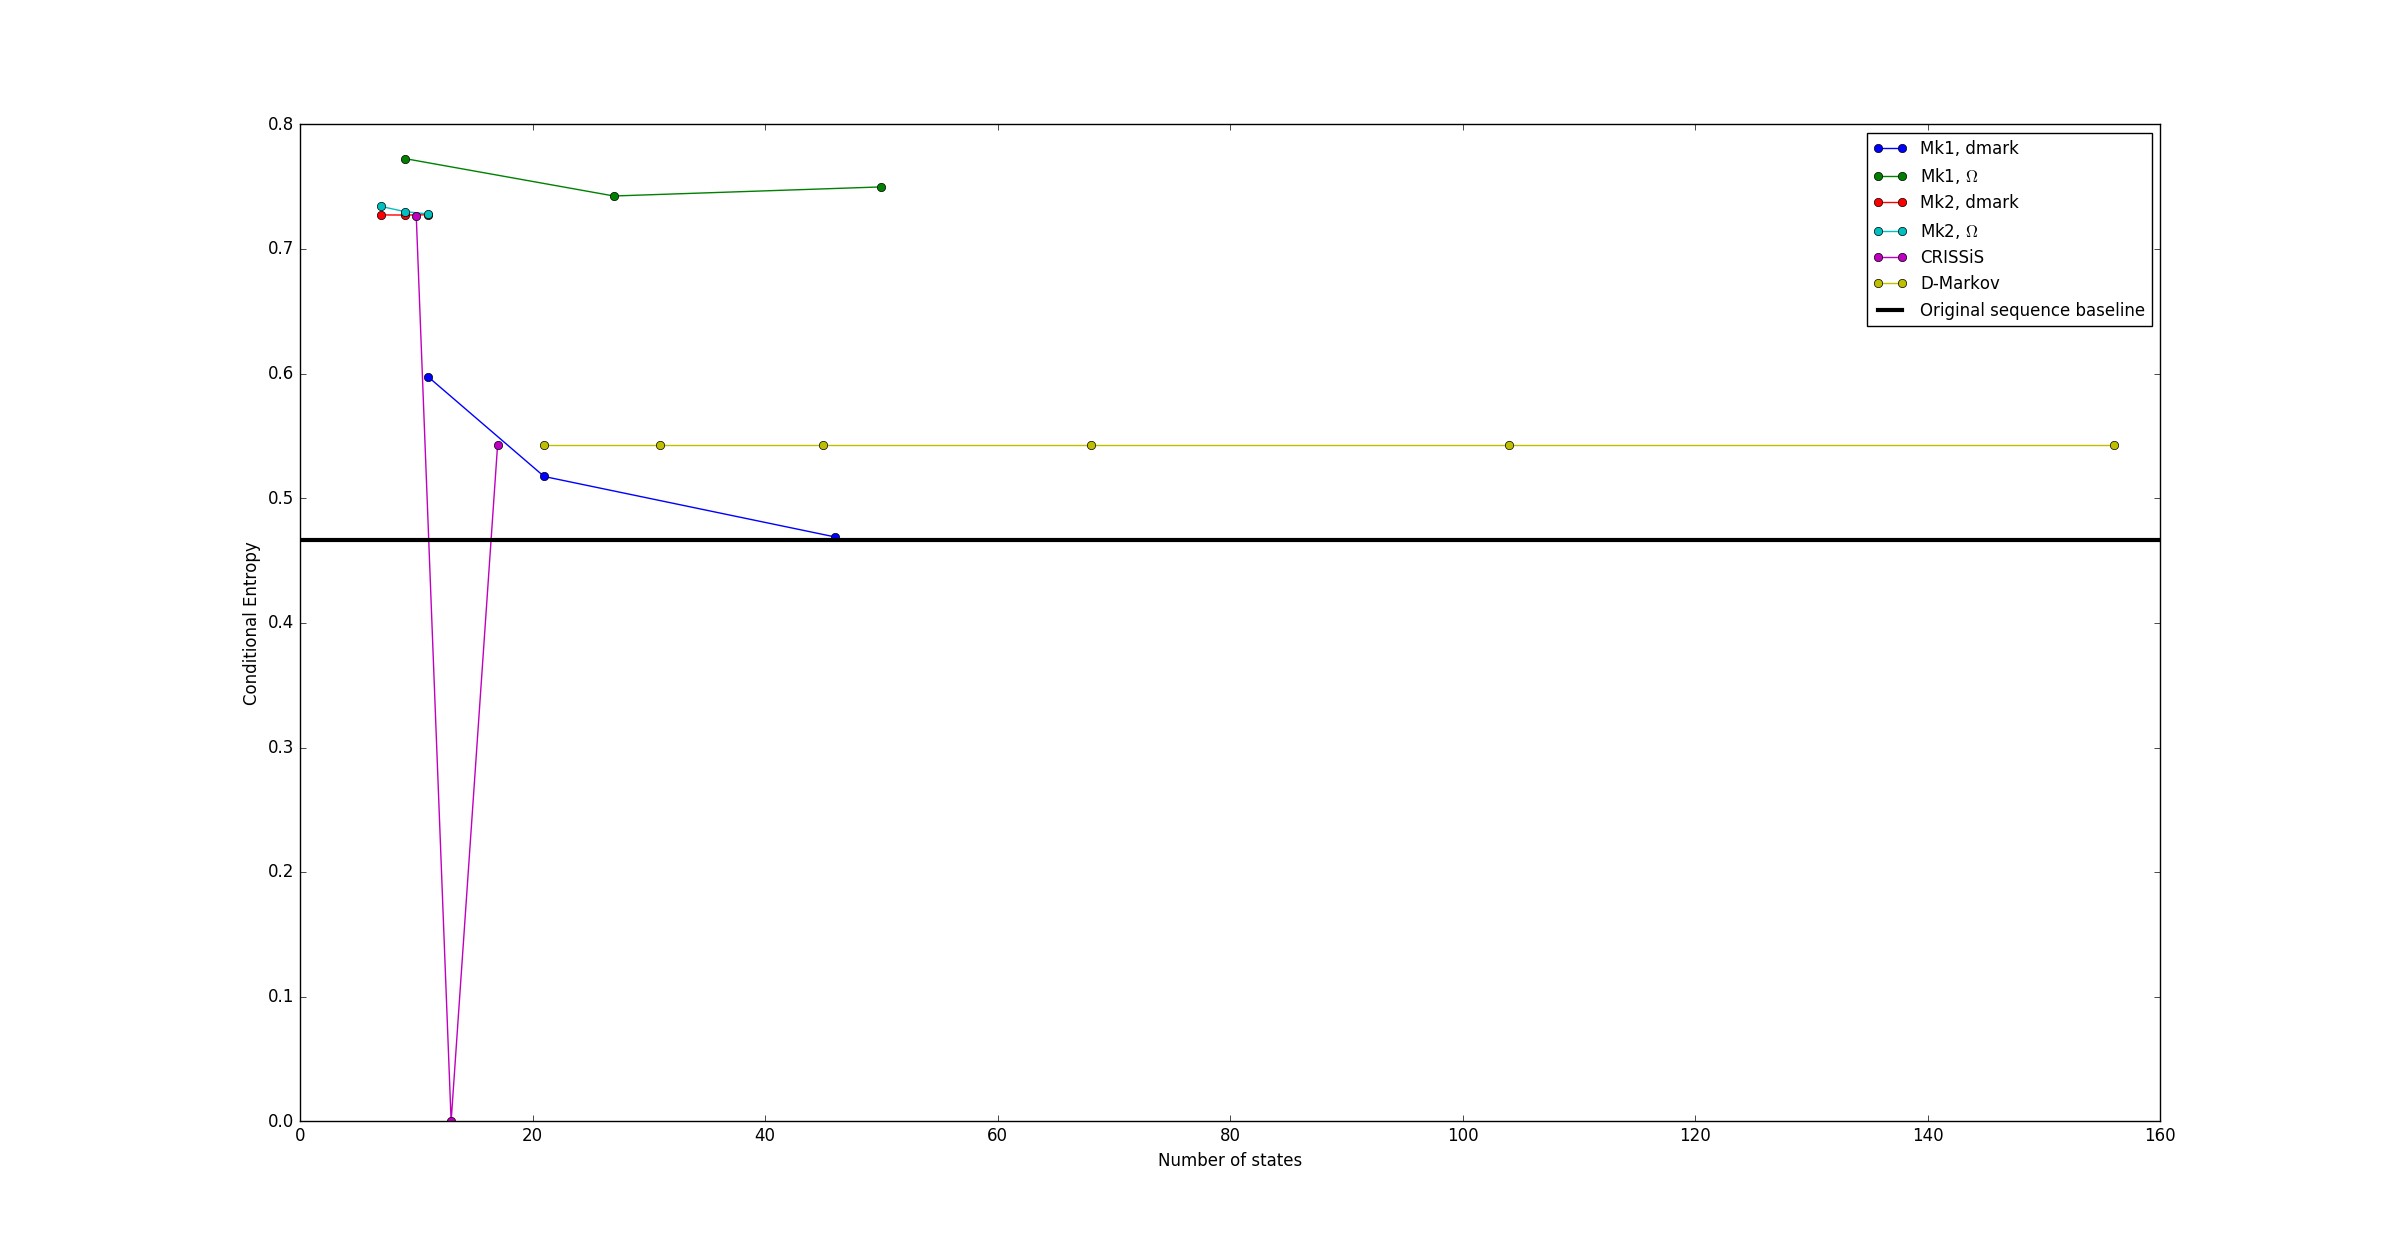 0.8
0.7
0.6
0.5
0.4
0.3
0.2
0.1
0.0
Conditional Entropy
0
20
40
60
80
100
120
140
160
Number of states
Mk1, dmark
Mk1, Ω
Mk2, dmark
Mk2, Ω
CRISSiS
D-Markov
Original sequence baseline